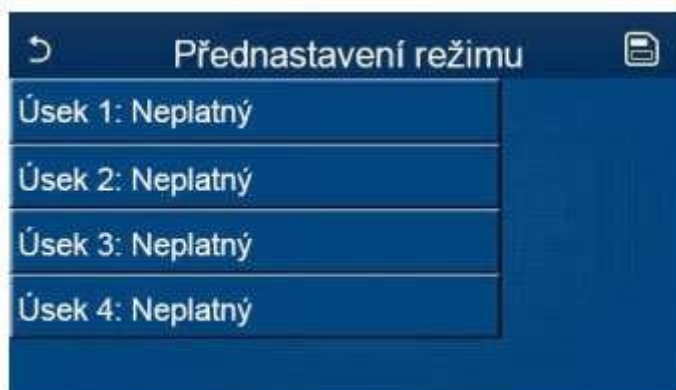 Přednastavení režimu
Úsek 1: Neplatný
Úsek 2: Neplatný
Úsek 3: Neplatný
Úsek 4: Neplatný